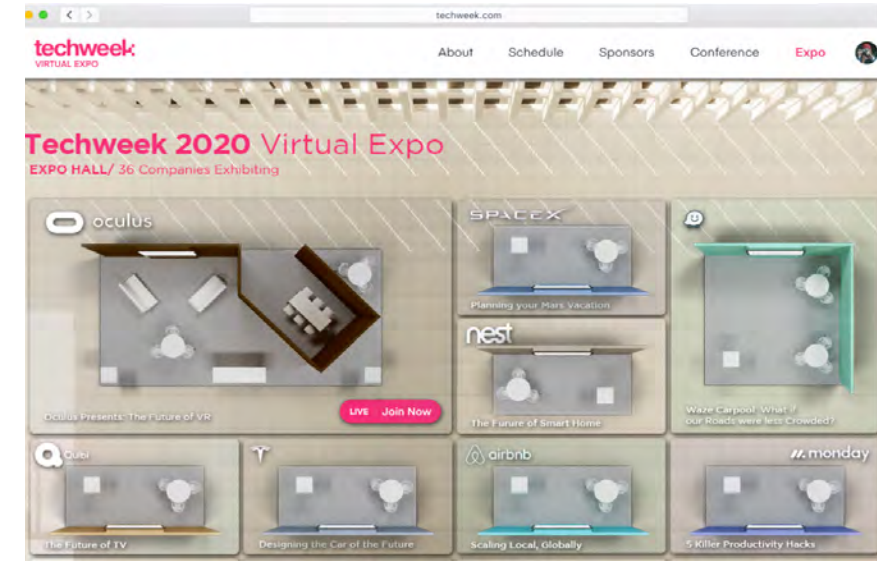 techweek.com
techweek:
VIRTUAL EXPO
About Schedule Sponsors Conference Expo
Techweek 2020 Virtual Expo
EXPO HALL/ 36 Companies Exhibiting
oculus
Oculus Presents: The Future of VR
LIVE Join Now
SPACEX
Planning your Mars Vacation
nest
The Furure of Smart Home
Waze Carpool: What if
our Roads were less Crowded?
Quibi
The Future of TV
Designing the Car of the Future
airbnb
Scaling Local, Globally
monday
5 Killer Productivity Hacks